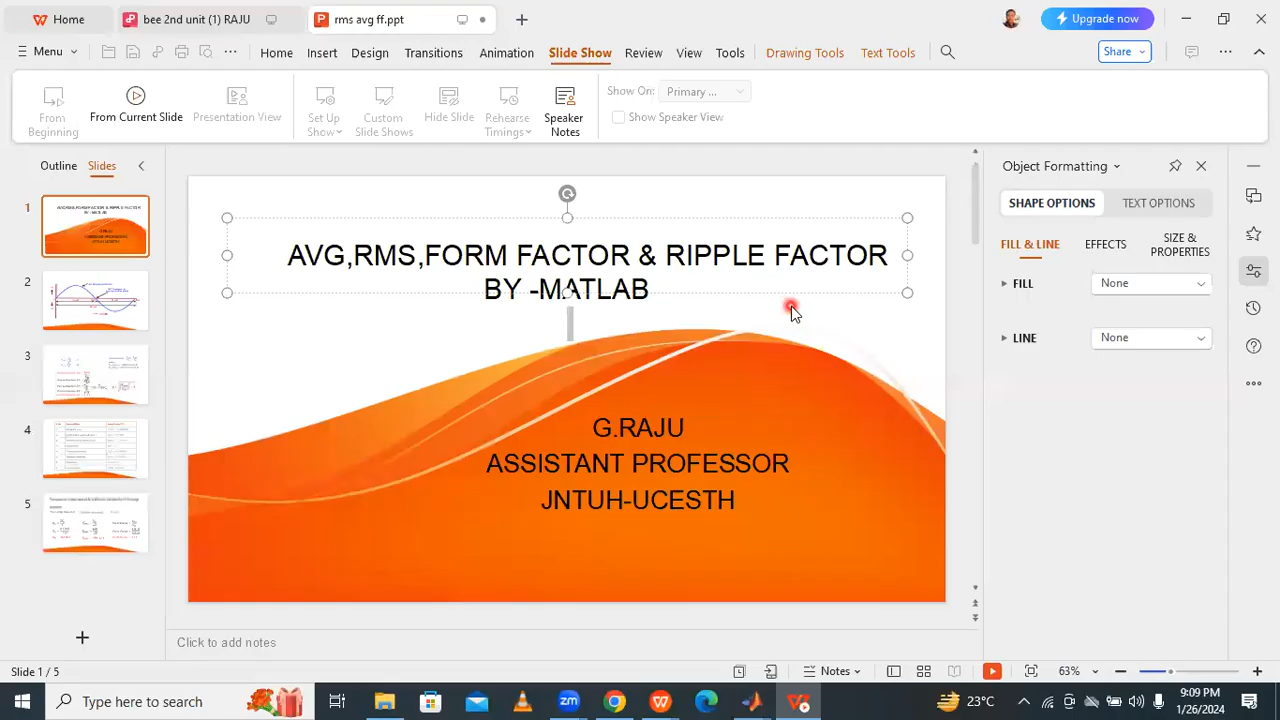 Home
bee 2nd unit (1) RAJU
rms avg ff.ppt
Upgrade now
Menu
Home
Insert
Design
Transitions
Animation
Slide Show
Review
View
Tools
Drawing Tools
Text Tools
Share
From Beginning
From Current Slide
Presentation View
Set Up Show
Custom Slide Shows
Hide Slide
Rehearse Timings
Speaker Notes
Show On:
Primary ...
Show Speaker View
Outline
Slides
1
2
3
4
5
AVG,RMS,FORM FACTOR & RIPPLE FACTOR
BY -MATLAB
G.RAJU
ASSISTANT PROFESSOR
JNTUH-UCESTH
Object Formatting
SHAPE OPTIONS
TEXT OPTIONS
FILL & LINE
EFFECTS
SIZE & PROPERTIES
FILL
None
LINE
None
Click to add notes
Slide 1 / 5
Notes
63%
Type here to search
23°C
9:09 PM
1/26/2024